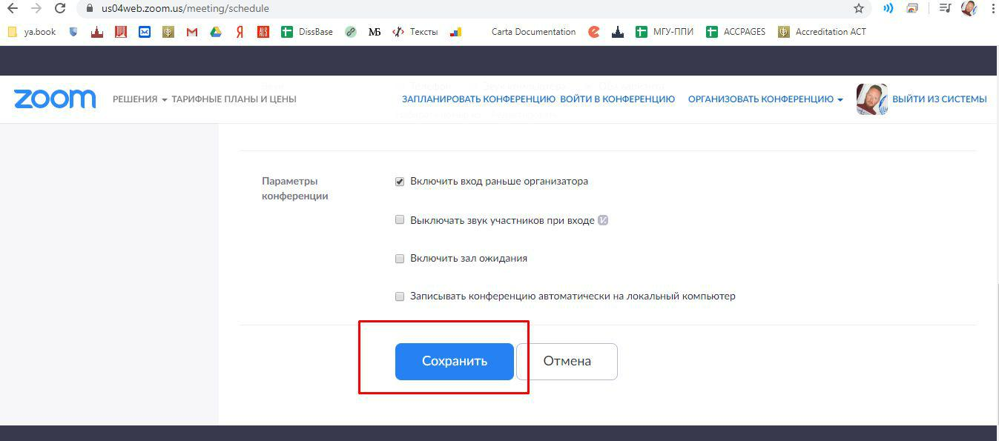 us04web.zoom.us/meeting/schedule
ya.book DissBase МБ Тексты Carta Documentation МГУ-ППИ ACCPAGES Accreditation ACT
zoom РЕШЕНИЯ ТАРИФНЫЕ ПЛАНЫ И ЦЕНЫ ЗАПЛАНИРОВАТЬ КОНФЕРЕНЦИЮ ВОЙТИ В КОНФЕРЕНЦИЮ ОРГАНИЗОВАТЬ КОНФЕРЕНЦИЮ ВЫЙТИ ИЗ СИСТЕМЫ
Параметры конференции
Включить вход раньше организатора
Выключать звук участников при входе
Включить зал ожидания
Записывать конференцию автоматически на локальный компьютер
Сохранить Отмена